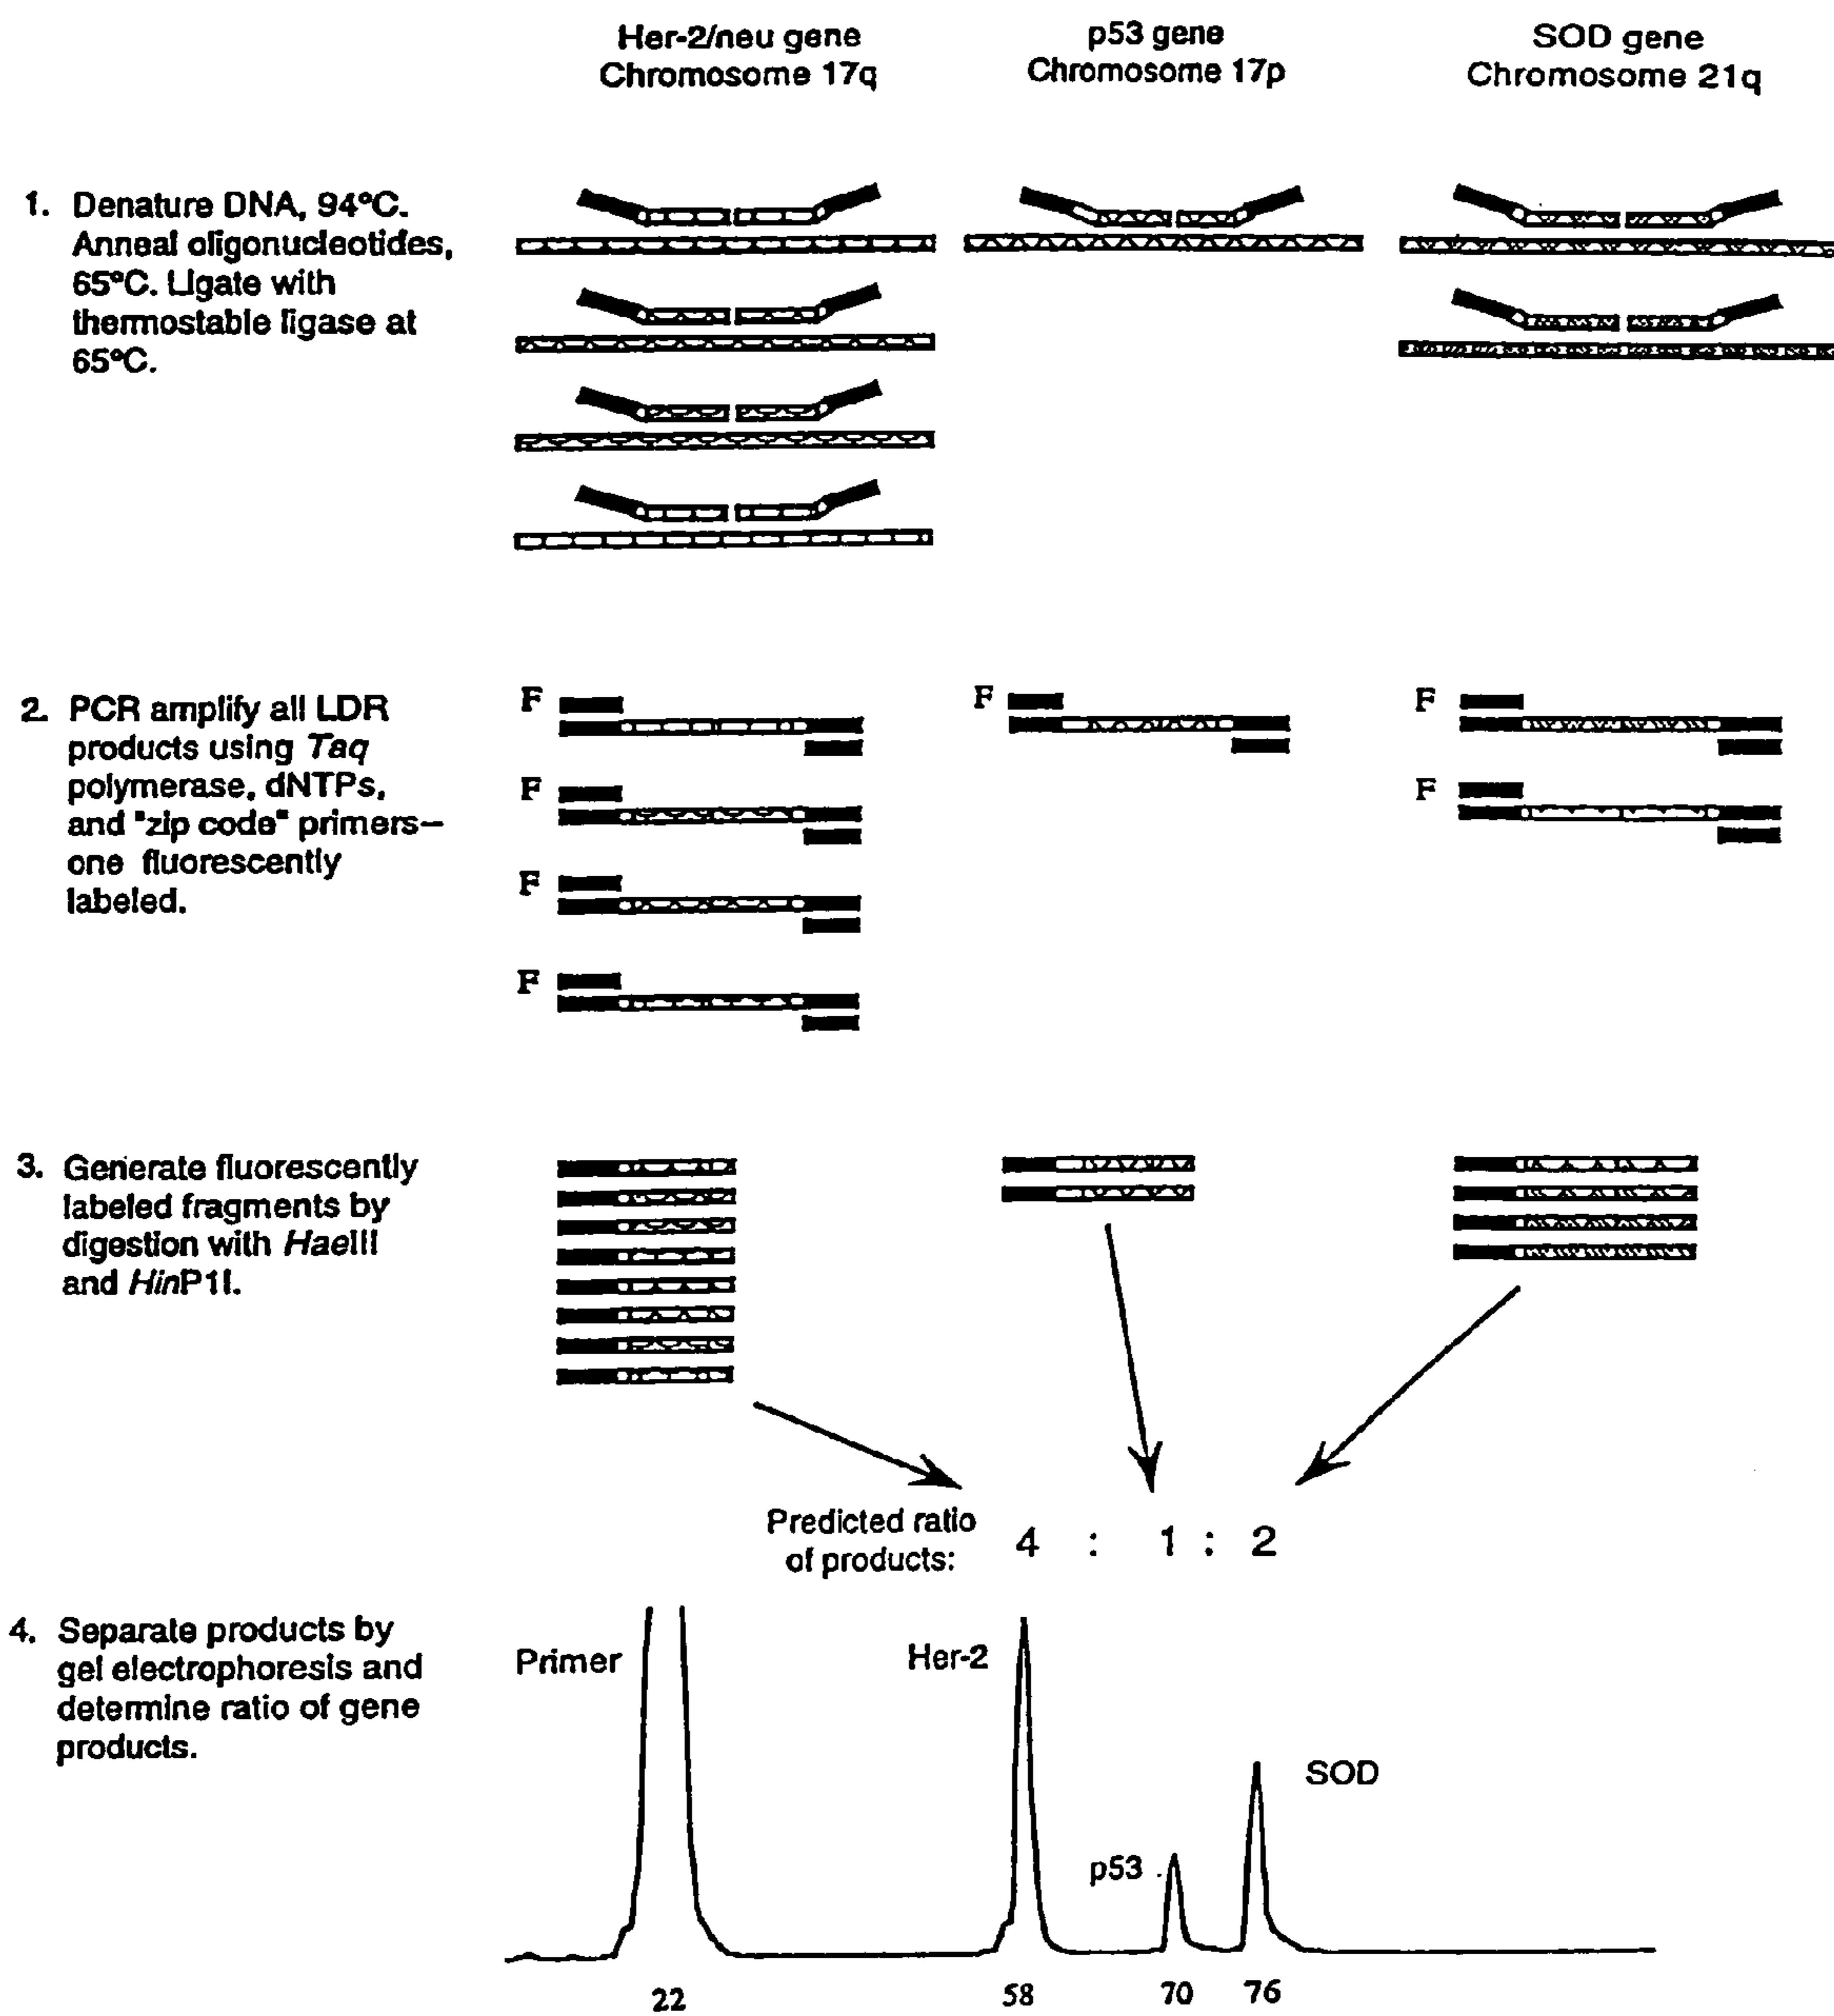 Her-2/neu gene
Chromosome 17q
p53 gene
Chromosome 17p
SOD gene
Chromosome 21q
1. Denature DNA, 94ºC.
Anneal oligonucleotides,
65ºC. Ligate with
thermostable ligase at
65ºC.
2. PCR amplify all LDR
products using Taq
polymerase, dNTPs,
and "zip code" primers–
one fluorescently
labeled.
F
F
F
F
F
F
F
3. Generate fluorescently
labeled fragments by
digestion with HaeIII
and HinP1I.
Predicted ratio
of products:
4 : 1 : 2
4. Separate products by
gel electrophoresis and
determine ratio of gene
products.
Primer
Her-2
p53
SOD
22
58
70
76